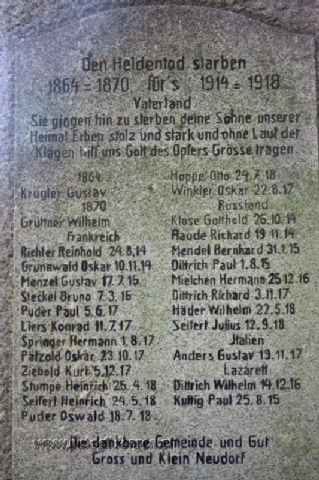 Den Heldentod starben
1864 = 1870 für's 1914 = 1918
Vaterland
Sie gingen hin zu sterben deine Söhne unserer
Heimat Erben stolz und stark und ohne Laut der
Klagen hilf uns Gott des Opfers Grösse tragen.
1864
Krügler Gustav
1870
Grüttner Wilhelm
Frankreich
Richter Reinhold 24.8.14
Grunewald Oskar 10.11.14
Menzel Gustav 17.7.15
Steckel Bruno 7.3.16
Puder Paul 5.6.17
Liers Konrad 11.7.17
Springer Hermann 1.8.17
Pätzold Oskar 23.10.17
Ziebold Kurt 5.12.17
Stumpe Heinrich 25.4.18
Seifert Heinrich 24.5.18
Puder Oswald 18.7.18
Hoppe Otto 24.7.18
Winkler Oskar 22.8.17
Russland
Klose Gotthold 26.10.14
Raude Richard 19.11.14
Mendel Bernhard 31.1.15
Dittrich Paul 1.8.15
Mielchen Hermann 25.12.16
Dittrich Richard 3.11.17
Häder Wilhelm 22.5.18
Seifert Julius 12.9.18
Italien
Anders Gustav 13.11.17
Lazarett
Dittrich Wilhelm 14.12.16
Kuttig Paul 25.8.15
Die dankbare Gemeinde und Gut
Gross und Klein Neudorf